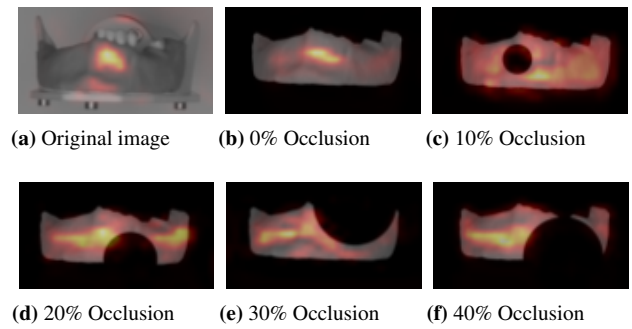 (a) Original image
(b) 0% Occlusion
(c) 10% Occlusion
(d) 20% Occlusion
(e) 30% Occlusion
(f) 40% Occlusion